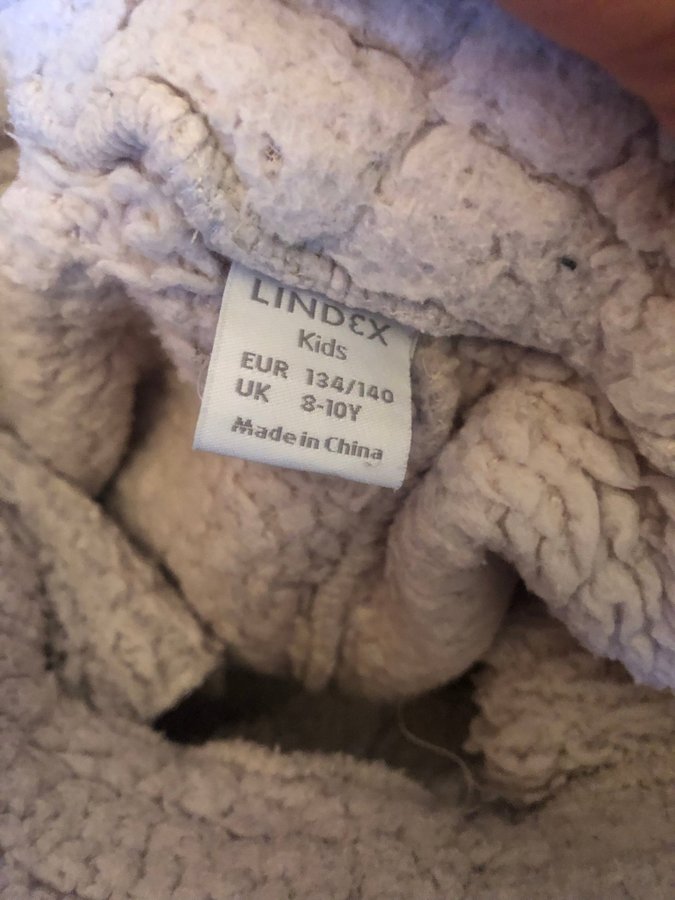 LINDEX
Kids
EUR 134/140
UK 8-10Y
Made in China